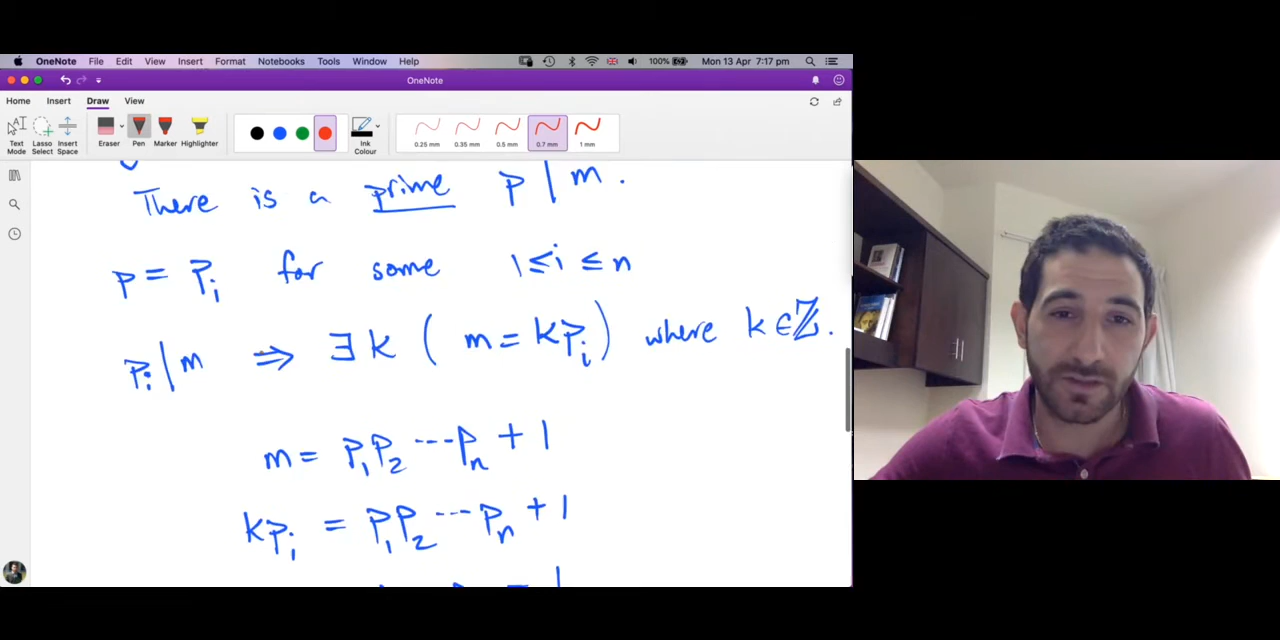 OneNote File Edit View Insert Format Notebooks Tools Window Help 100% Mon 13 Apr 7:17 pm
OneNote
Home Insert Draw View
Text Mode Lasso Select Insert Space Eraser Pen Marker Highlighter Ink Colour 0.25 mm 0.35 mm 0.5 mm 0.7 mm 1 mm
There is a prime p | m .
p = p_i for some 1 ≤ i ≤ n
p_i | m ⇒ ∃ k ( m = k p_i ) where k ∈ ℤ .
m = p_1 p_2 ... p_n + 1
k p_i = p_1 p_2 ... p_n + 1